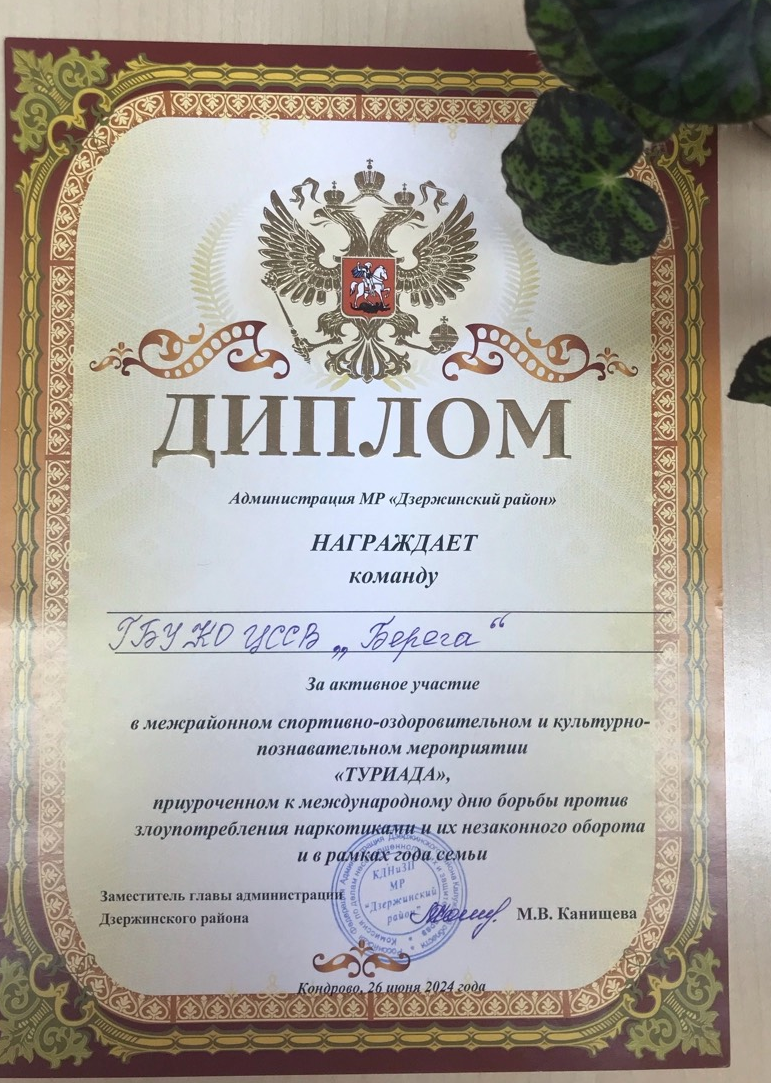 ДИПЛОМ
Администрация МР «Дзержинский район»
НАГРАЖДАЕТ
команду
ГБУ КО ЦССВ „Берега“
За активное участие
в межрайонном спортивно-оздоровительном и культурно-
познавательном мероприятии
«ТУРИАДА»,
приуроченном к международному дню борьбы против
злоупотребления наркотиками и их незаконного оборота
и в рамках года семьи
Заместитель главы администрации
Дзержинского района
М.В. Канищева
КДНиЗП
МР
"Дзержинский
район"
Кондрово, 26 июня 2024 года